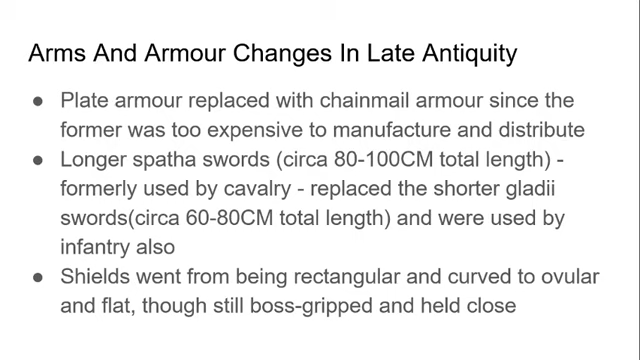 Arms And Armour Changes In Late Antiquity
● Plate armour replaced with chainmail armour since the
former was too expensive to manufacture and distribute
● Longer spatha swords (circa 80-100CM total length) -
formerly used by cavalry - replaced the shorter gladii
swords(circa 60-80CM total length) and were used by
infantry also
● Shields went from being rectangular and curved to ovular
and flat, though still boss-gripped and held close